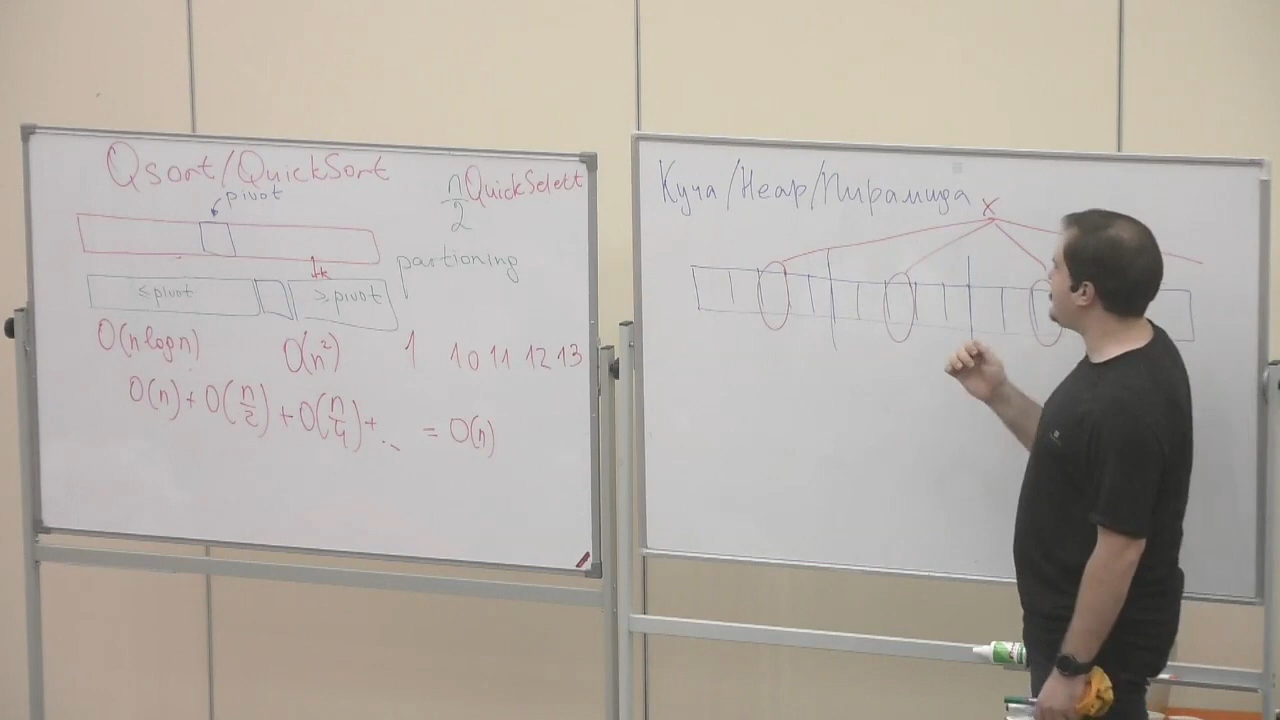 Qsort/QuickSort
pivot
n/2 QuickSelect
k
partioning
≤ pivot
≥ pivot
O(n log n) O(n²) 1 10 11 12 13
O(n) + O(n/2) + O(n/4) + ... = O(n)
Куча/Heap/Пирамида
x